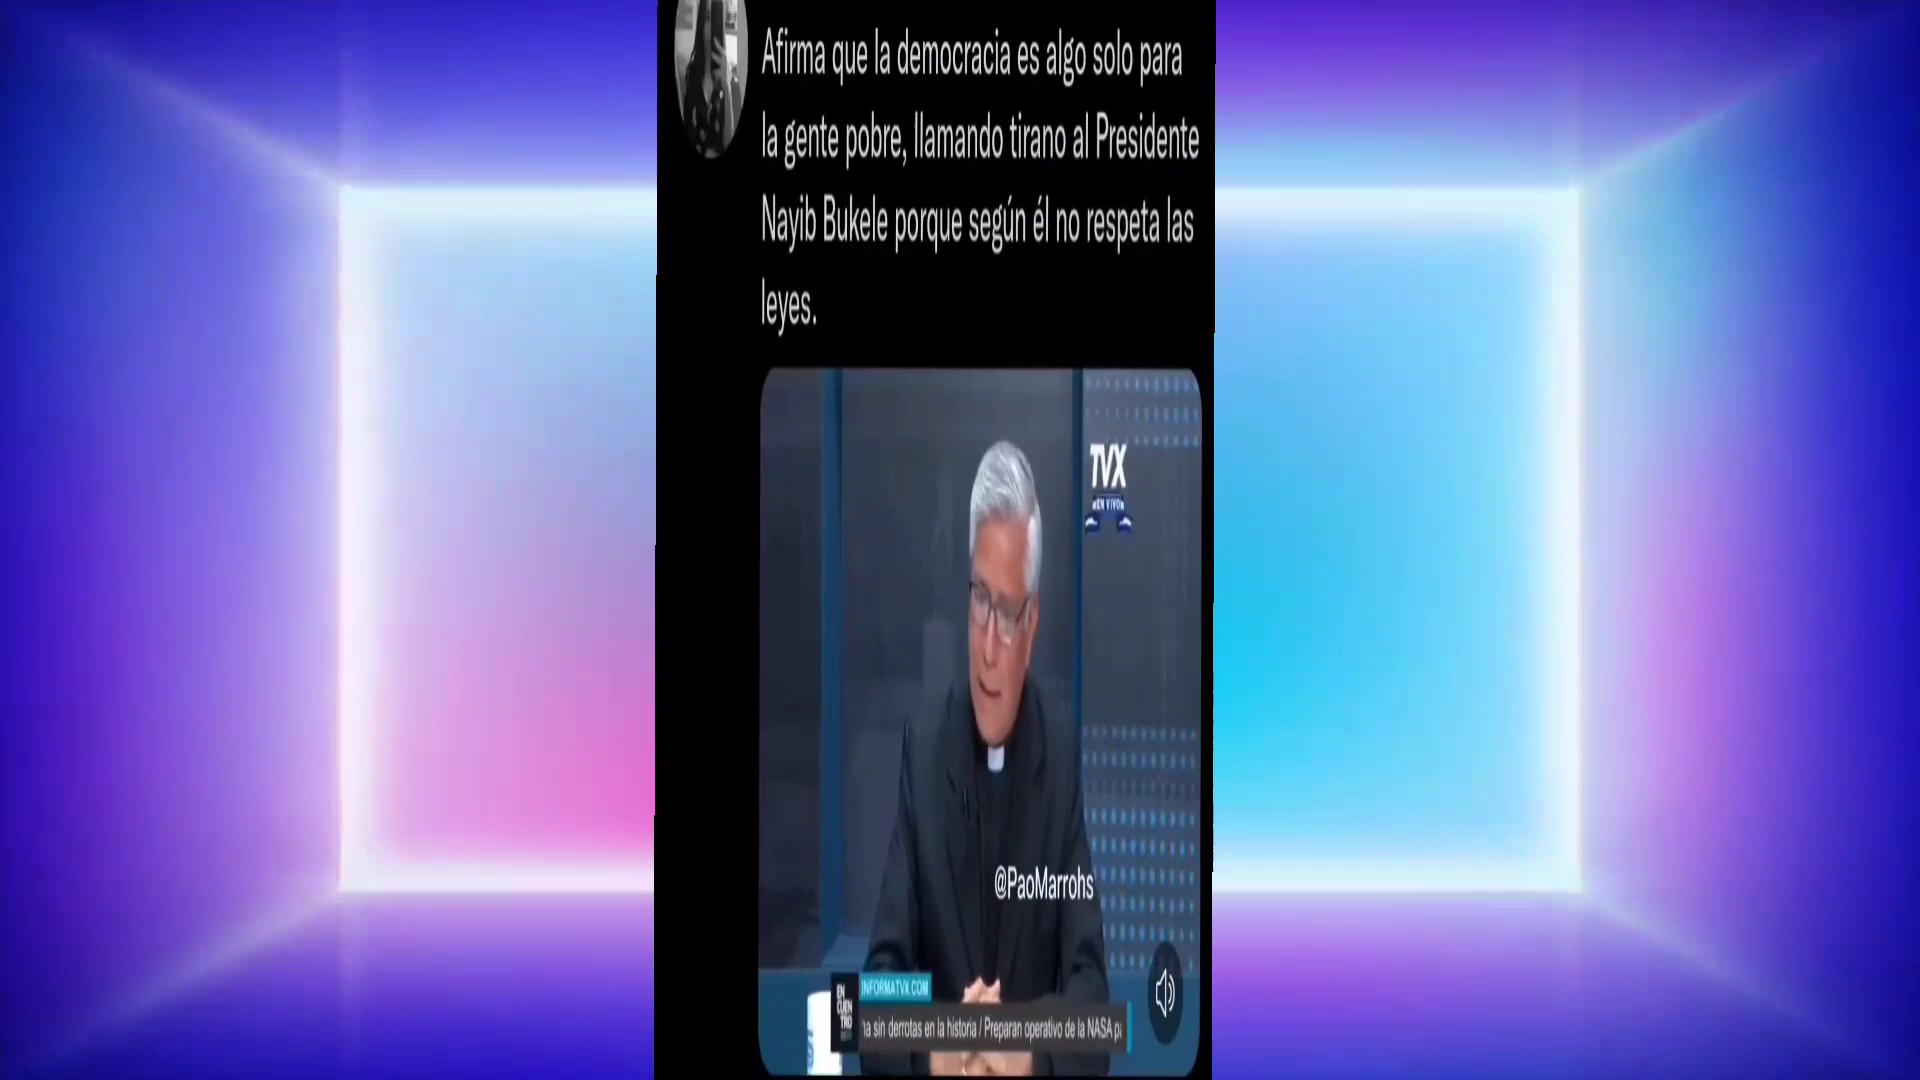 Afirma que la democracia es algo solo para
la gente pobre, llamando tirano al Presidente
Nayib Bukele porque según él no respeta las
leyes.
TVX
EN VIVO
@PaoMarrohs
INFORMATVX.COM
EN
CUEN
TRO
na sin derrotas en la historia / Preparan operativo de la NASA pa